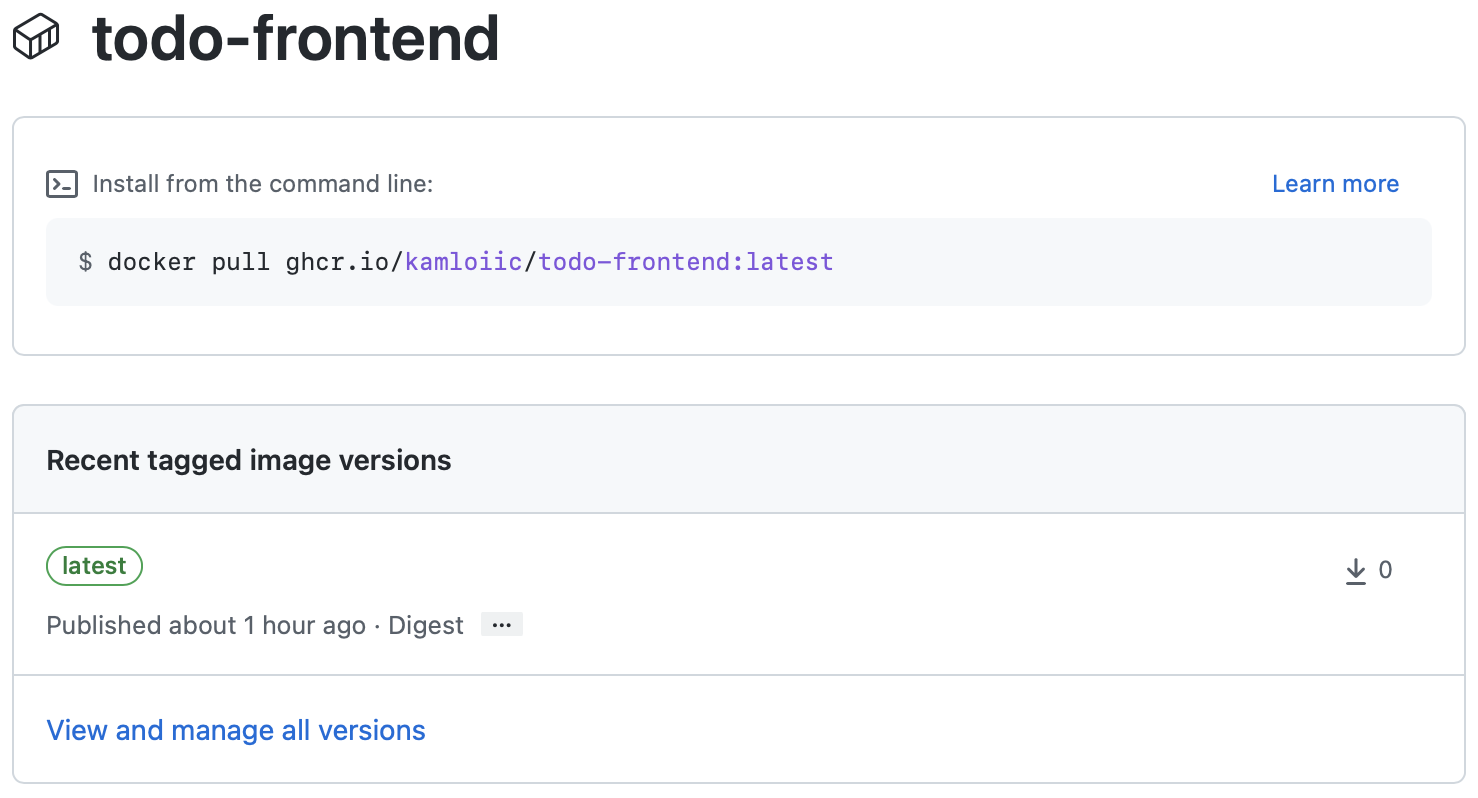 todo-frontend
Install from the command line:
Learn more
$ docker pull ghcr.io/kamloiic/todo-frontend:latest
Recent tagged image versions
latest
0
Published about 1 hour ago · Digest ...
View and manage all versions